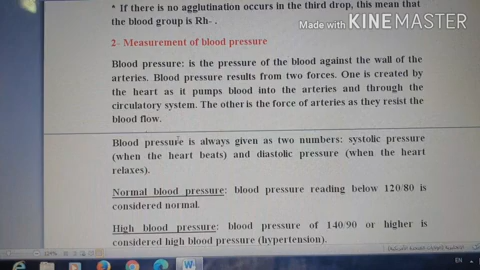 * If there is no agglutination occurs in the third drop, this mean that
the blood group is Rh- .
Made with KINEMASTER
2- Measurement of blood pressure
Blood pressure: is the pressure of the blood against the wall of the
arteries. Blood pressure results from two forces. One is created by
the heart as it pumps blood into the arteries and through the
circulatory system. The other is the force of arteries as they resist the
blood flow.
Blood pressure is always given as two numbers: systolic pressure
(when the heart beats) and diastolic pressure (when the heart
relaxes).
Normal blood pressure: blood pressure reading below 120/80 is
considered normal.
High blood pressure: blood pressure of 140/90 or higher is
considered high blood pressure (hypertension).
EN